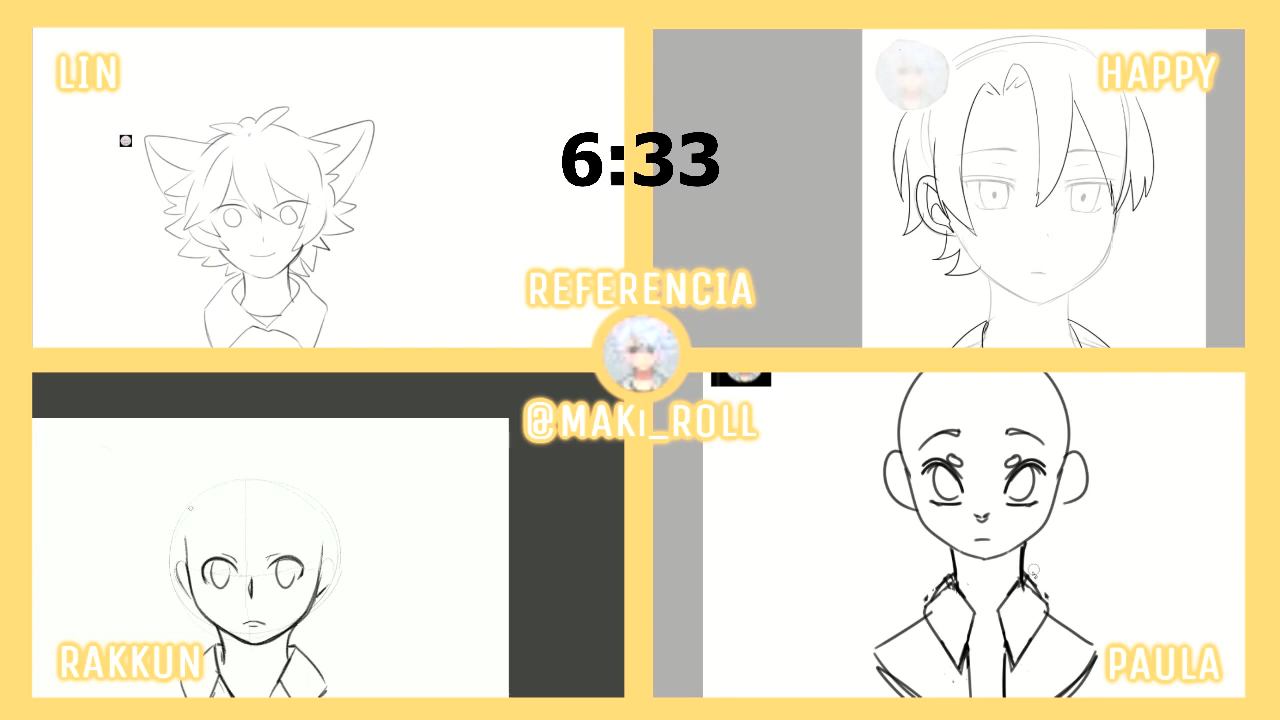 LIN
HAPPY
6:33
REFERENCIA
@MAKI_ROLL
RAKKUN
PAULA